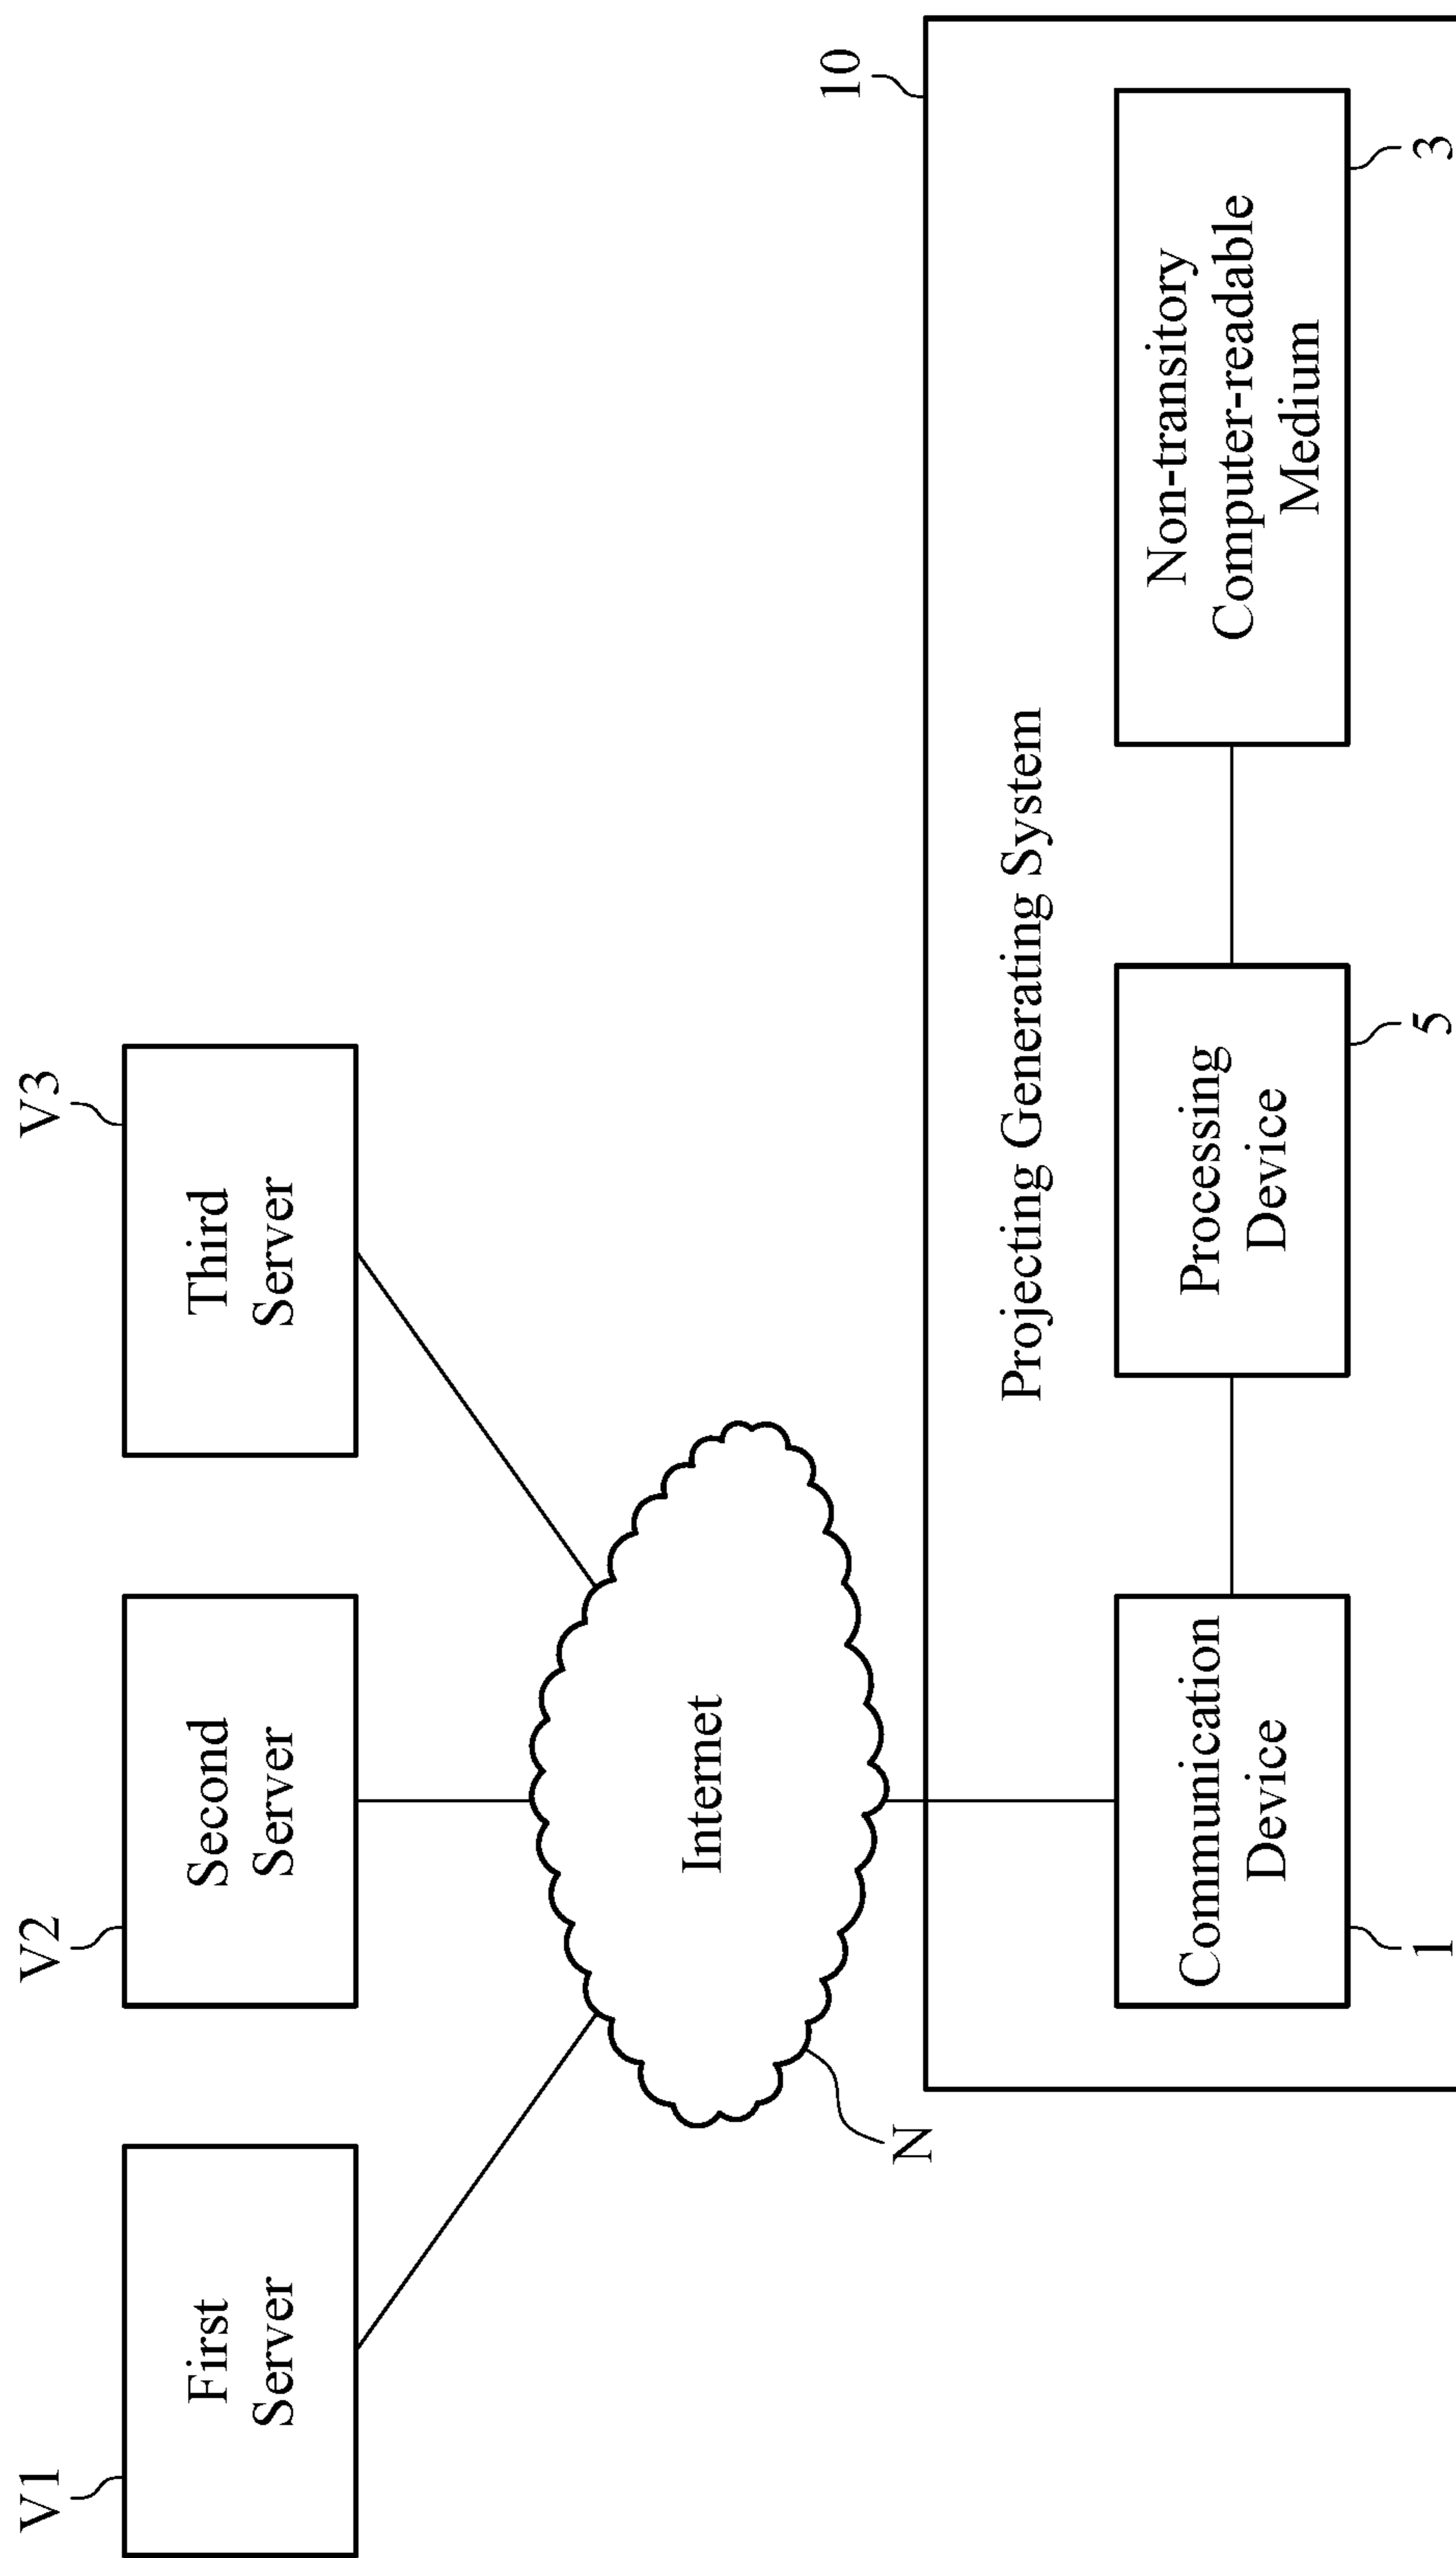 V1
V2
V3
First
Server
Second
Server
Third
Server
Internet
N
10
Projecting Generating System
Communication
Device
Processing
Device
Non-transitory
Computer-readable
Medium
1
5
3